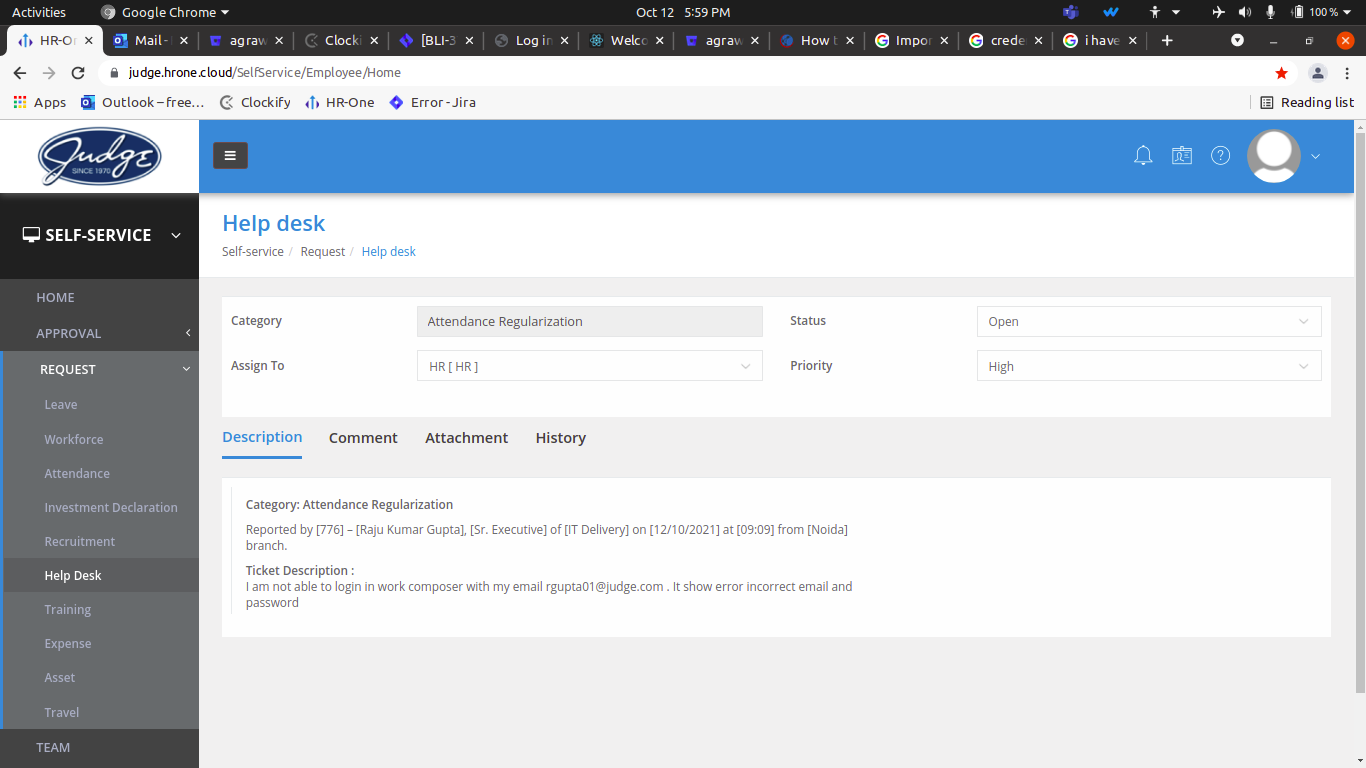 Activities
Google Chrome
Oct 12 5:59 PM
100 %
HR-On
Mail -
agraw
Clocki
[BLI-3
Log in
Welco
agraw
How t
Impor
crede
i have
judge.hrone.cloud/SelfService/Employee/Home
Apps
Outlook – free…
Clockify
HR-One
Error - Jira
Reading list
Judge
SINCE 1970
SELF-SERVICE
HOME
APPROVAL
REQUEST
Leave
Workforce
Attendance
Investment Declaration
Recruitment
Help Desk
Training
Expense
Asset
Travel
TEAM
Help desk
Self-service / Request / Help desk
Category Attendance Regularization Status Open
Assign To HR [ HR ] Priority High
Description Comment Attachment History
Category: Attendance Regularization
Reported by [776] – [Raju Kumar Gupta], [Sr. Executive] of [IT Delivery] on [12/10/2021] at [09:09] from [Noida]
branch.
Ticket Description :
I am not able to login in work composer with my email rgupta01@judge.com . It show error incorrect email and
password